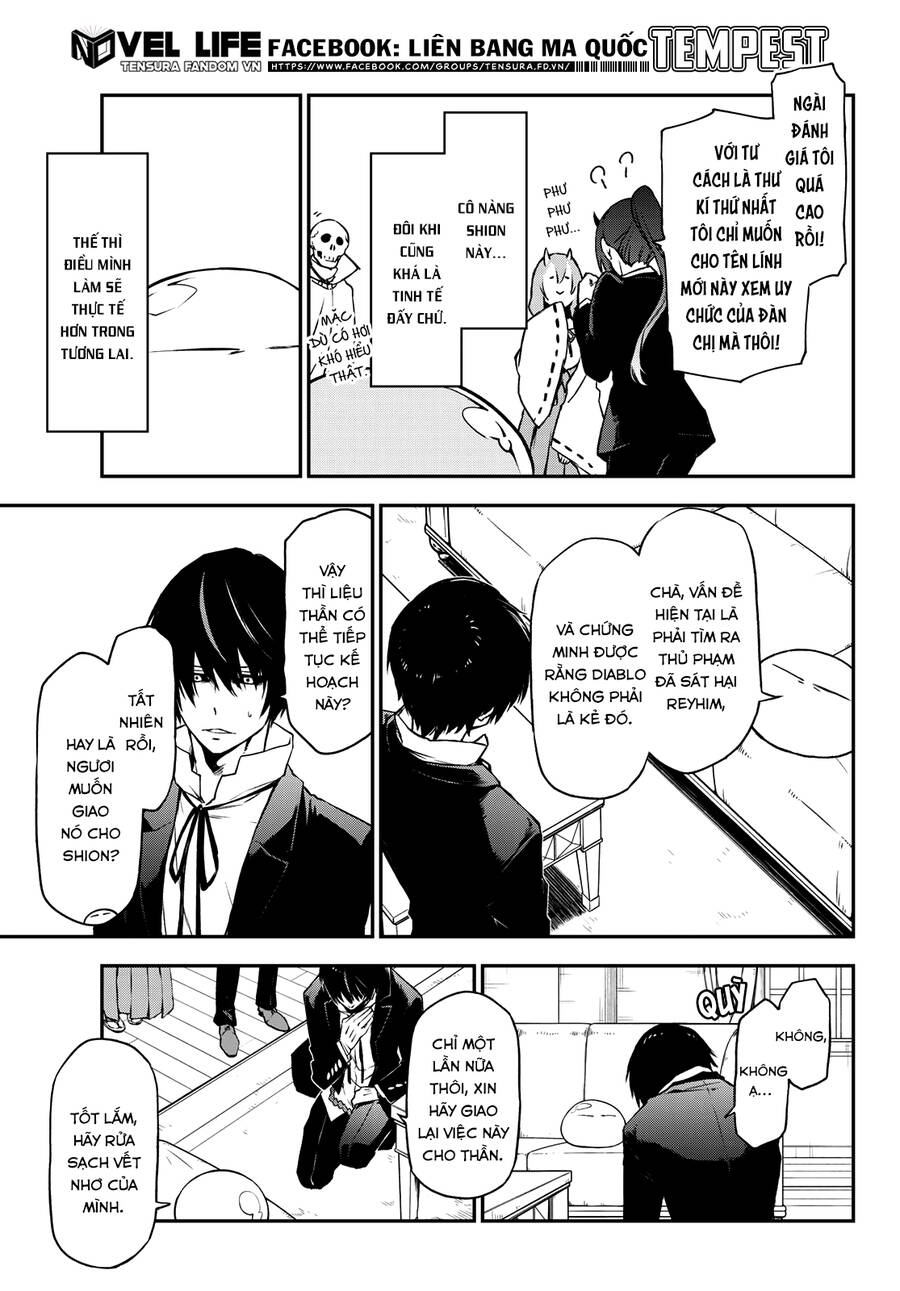 NOVEL LIFE
TENSURA FANDOM VN
FACEBOOK: LIÊN BANG MA QUỐC
HTTPS://WWW.FACEBOOK.COM/GROUPS/TENSURA.FD.VN/
TEMPEST
NGÀI
ĐÁNH
GIÁ TÔI
QUÁ
CAO
RỒI!
VỚI TƯ
CÁCH LÀ THƯ
KÍ THỨ NHẤT
TÔI CHỈ MUỐN
CHO TÊN LÍNH
MỚI NÀY XEM UY
CHỨC CỦA ĐÀN
CHỊ MÀ THÔI!
PHƯ
PHƯ
PHƯ...
CÔ NÀNG
SHION
NÀY...
ĐÔI KHI
CŨNG
KHÁ LÀ
TINH TẾ
ĐẤY CHỨ.
MẶC
DÙ CÓ HƠI
KHÓ HIỂU
THẬT.
THẾ THÌ
ĐIỀU MÌNH
LÀM SẼ
THỰC TẾ
HƠN TRONG
TƯƠNG LAI.
CHÀ, VẤN ĐỀ
HIỆN TẠI LÀ
PHẢI TÌM RA
THỦ PHẠM
ĐÃ SÁT HẠI
REYHIM,
VÀ CHỨNG
MINH ĐƯỢC
RẰNG DIABLO
KHÔNG PHẢI
LÀ KẺ ĐÓ.
VẬY
THÌ LIỆU
THẦN CÓ
THỂ TIẾP
TỤC KẾ
HOẠCH
NÀY?
TẤT
NHIÊN
RỒI,
HAY LÀ
NGƯƠI
MUỐN
GIAO
NÓ CHO
SHION?
QUỲ
KHÔNG,
KHÔNG
Ạ...
CHỈ MỘT
LẦN NỮA
THÔI, XIN
HÃY GIAO
LẠI VIỆC NÀY
CHO THẦN.
TỐT LẮM,
HÃY RỬA
SẠCH VẾT
NHƠ CỦA
MÌNH.